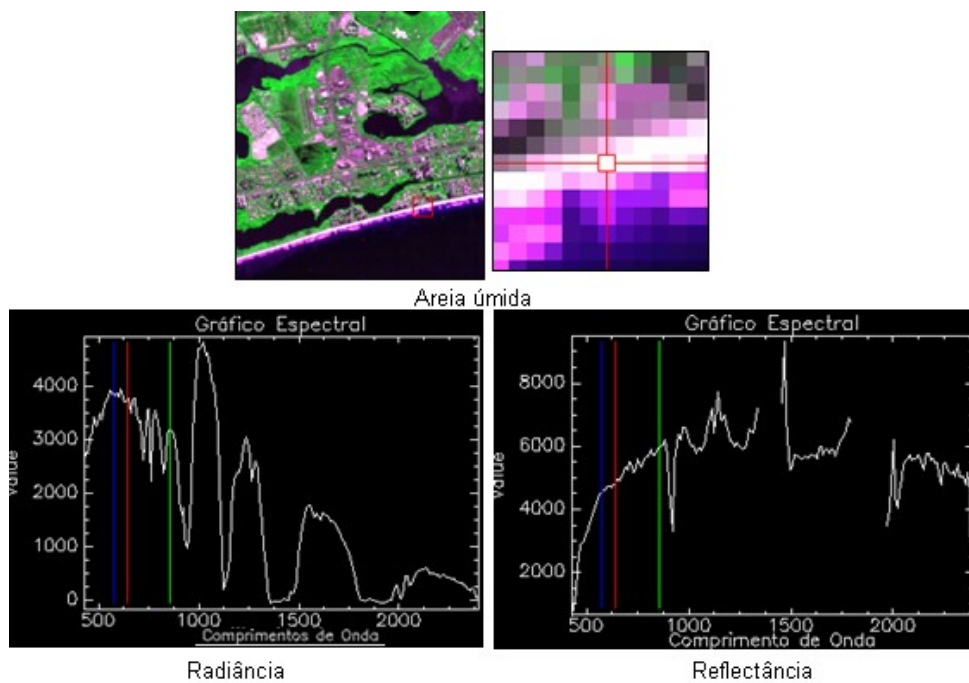 Areia úmida
Gráfico Espectral
4000
3000
2000
1000
0
Value
500
1000
1500
2000
Comprimentos de Onda
Radiância
Gráfico Espectral
8000
6000
4000
2000
Value
500
1000
1500
2000
Comprimento de Onda
Reflectância